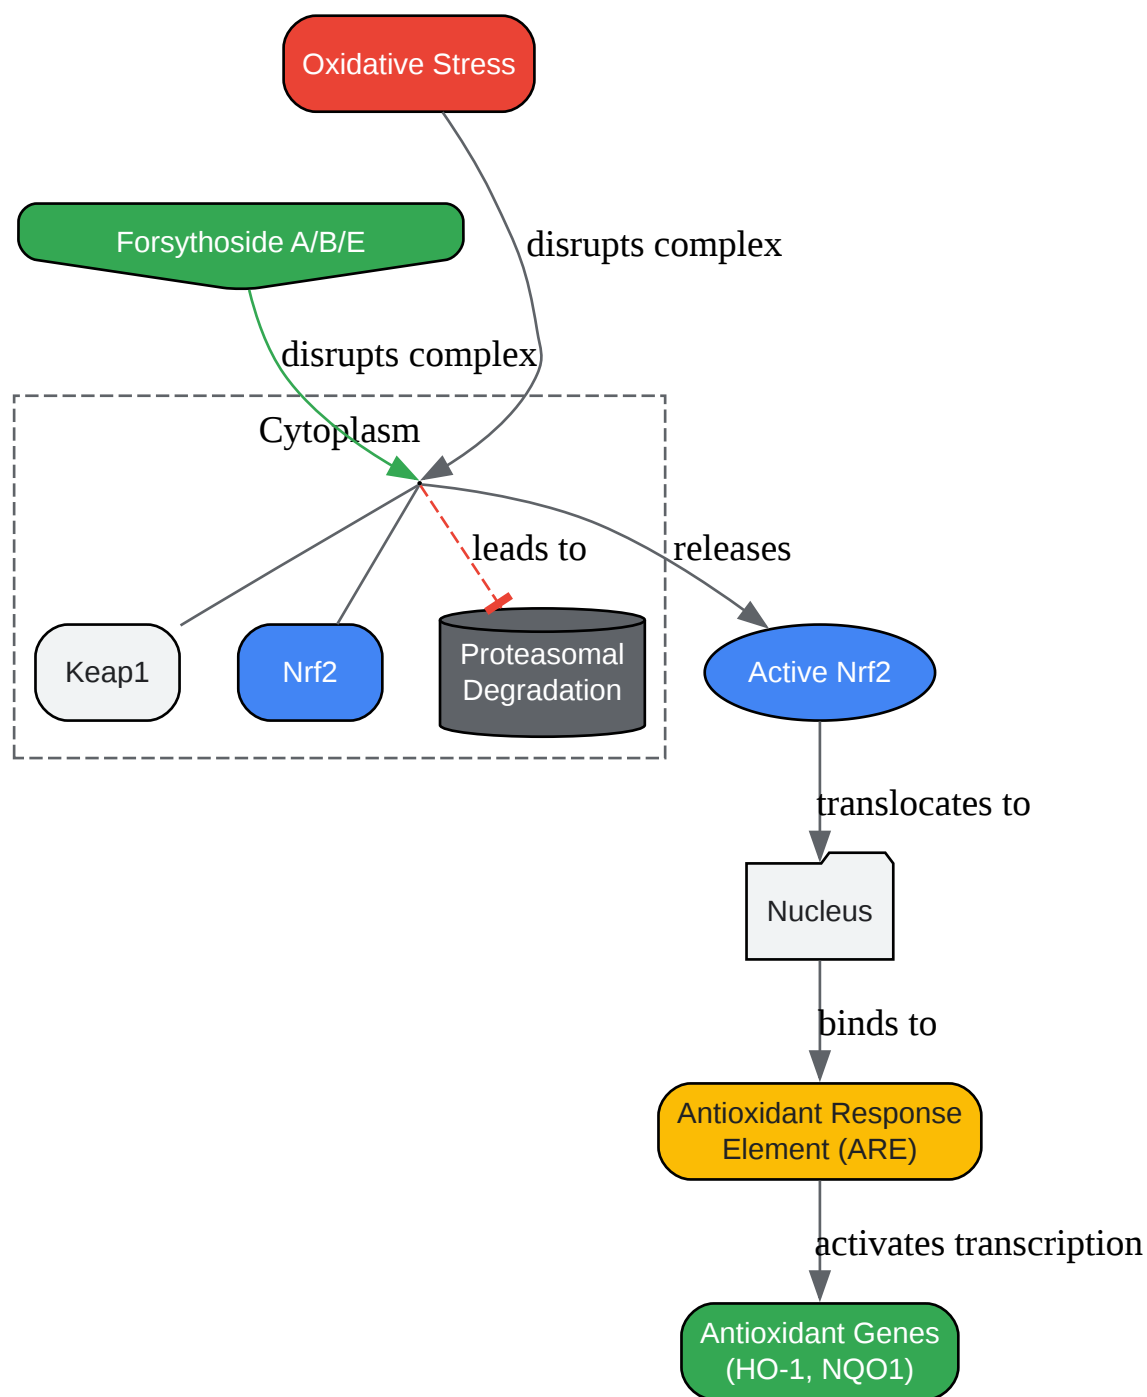 Oxidative Stress
Forsythoside A/B/E
disrupts complex
disrupts complex
Cytoplasm
leads to
releases
Keap1
Nrf2
Proteasomal
Degradation
Active Nrf2
translocates to
Nucleus
binds to
Antioxidant Response
Element (ARE)
activates transcription
Antioxidant Genes
(HO-1, NQO1)